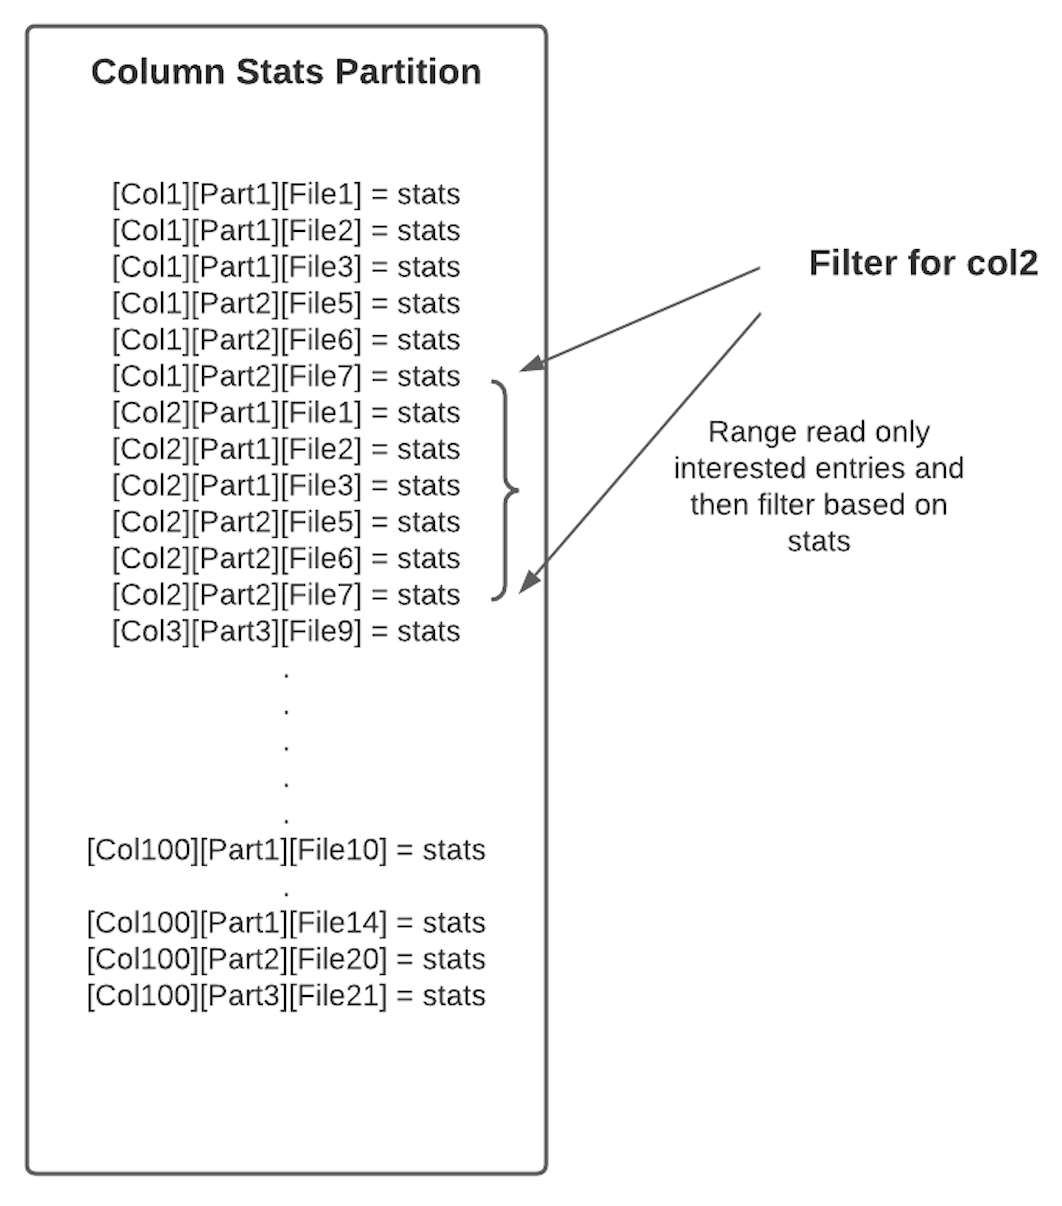 Column Stats Partition
[Col1][Part1][File1] = stats
[Col1][Part1][File2] = stats
[Col1][Part1][File3] = stats
[Col1][Part2][File5] = stats
[Col1][Part2][File6] = stats
[Col1][Part2][File7] = stats
[Col2][Part1][File1] = stats
[Col2][Part1][File2] = stats
[Col2][Part1][File3] = stats
[Col2][Part2][File5] = stats
[Col2][Part2][File6] = stats
[Col2][Part2][File7] = stats
[Col3][Part3][File9] = stats
.
.
.
.
.
[Col100][Part1][File10] = stats
.
[Col100][Part1][File14] = stats
[Col100][Part2][File20] = stats
[Col100][Part3][File21] = stats
Filter for col2
Range read only
interested entries and
then filter based on
stats